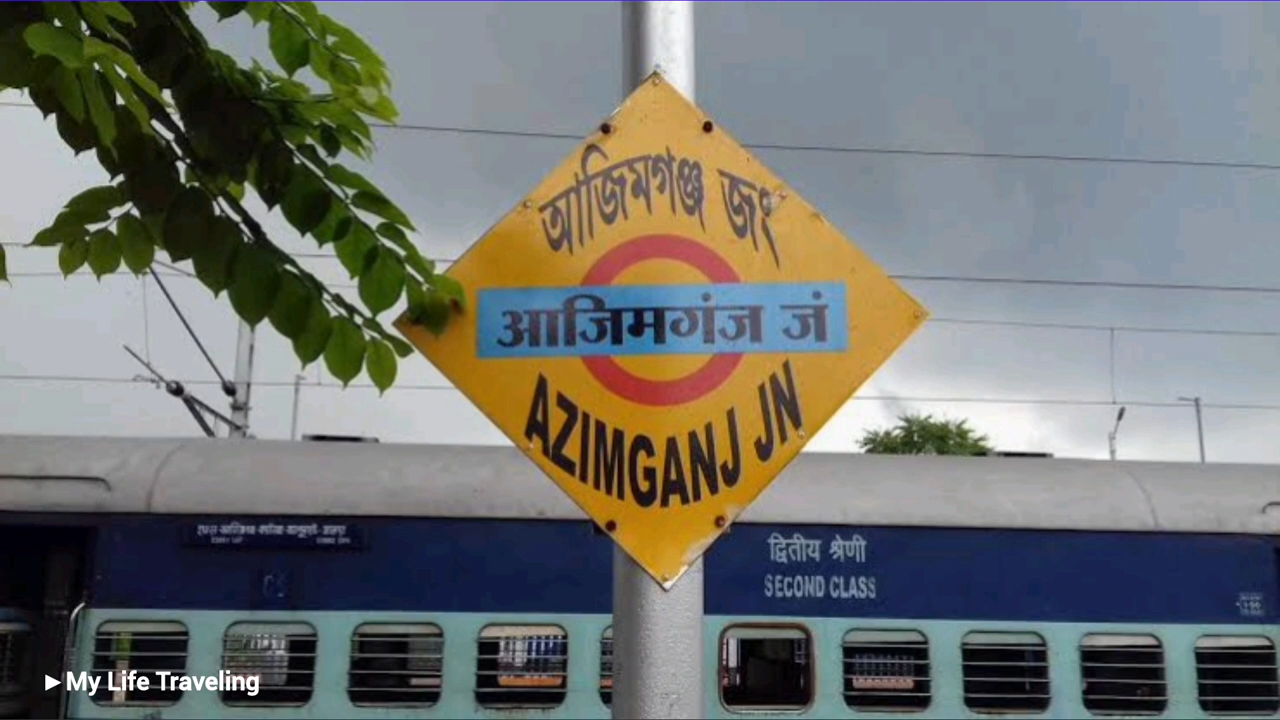 আজিমগঞ্জ জং
आजिमगंज जं
AZIMGANJ JN
द्वितीय श्रेणी
SECOND CLASS
►My Life Traveling